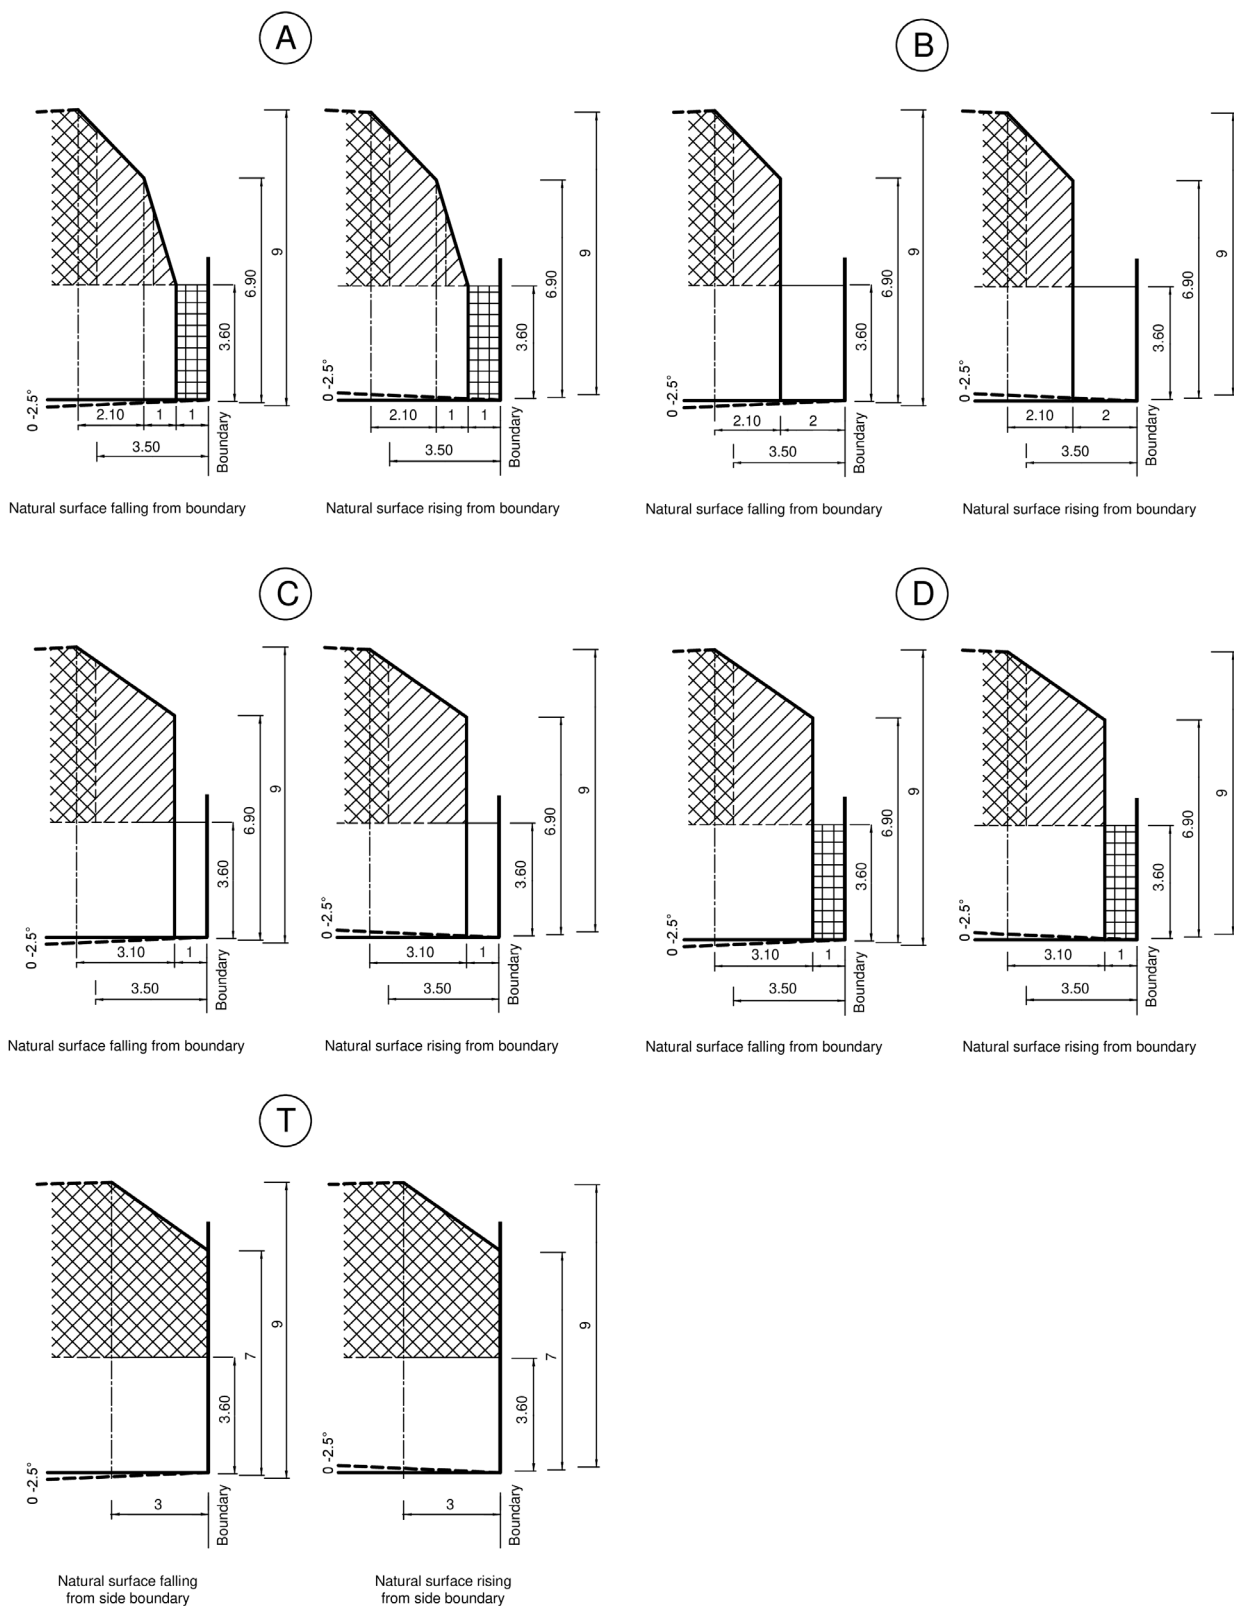 A
B
9
6.90
3.60
0 -2.5°
2.10
1
1
3.50
Boundary
9
6.90
3.60
0 -2.5°
2.10
1
1
3.50
Boundary
9
6.90
3.60
0 -2.5°
2.10
2
3.50
Boundary
9
6.90
3.60
0 -2.5°
2.10
2
3.50
Boundary
Natural surface falling from boundary
Natural surface rising from boundary
Natural surface falling from boundary
Natural surface rising from boundary
C
D
9
6.90
3.60
0 -2.5°
3.10
1
3.50
Boundary
9
6.90
3.60
0 -2.5°
3.10
1
3.50
Boundary
9
6.90
3.60
0 -2.5°
3.10
1
3.50
Boundary
9
6.90
3.60
0 -2.5°
3.10
1
3.50
Boundary
Natural surface falling from boundary
Natural surface rising from boundary
Natural surface falling from boundary
Natural surface rising from boundary
T
9
7
3.60
0 -2.5°
3
Boundary
9
7
3.60
0 -2.5°
3
Boundary
Natural surface falling
from side boundary
Natural surface rising
from side boundary